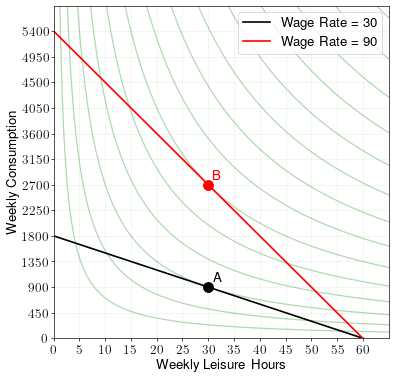 Wage Rate = 30
Wage Rate = 90
5400
4950
4500
4050
3600
3150
2700
2250
1800
1350
900
450
0
B
A
0 5 10 15 20 25 30 35 40 45 50 55 60
Weekly Leisure Hours
Weekly Consumption